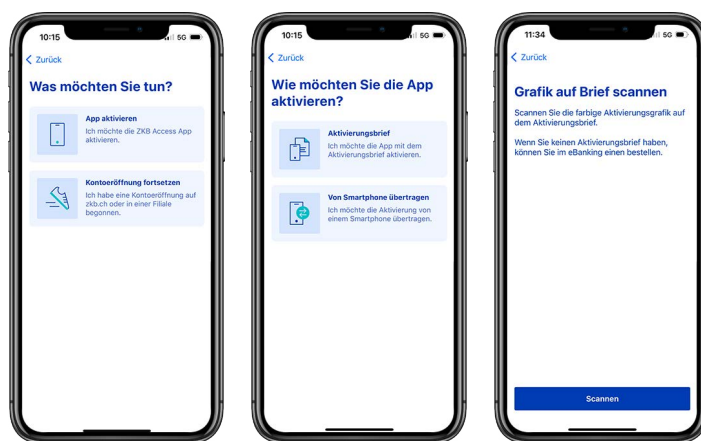 10:15
5G
Zurück
Was möchten Sie tun?
App aktivieren
Ich möchte die ZKB Access App
aktivieren.
Kontoeröffnung fortsetzen
Ich habe eine Kontoeröffnung auf
zkb.ch oder in einer Filiale
begonnen.
10:15
5G
Zurück
Wie möchten Sie die App
aktivieren?
Aktivierungsbrief
Ich möchte die App mit dem
Aktivierungsbrief aktivieren.
Von Smartphone übertragen
Ich möchte die Aktivierung von
einem Smartphone übertragen.
11:34
5G
Zurück
Grafik auf Brief scannen
Scannen Sie die farbige Aktivierungsgrafik auf
dem Aktivierungsbrief.
Wenn Sie keinen Aktivierungsbrief haben,
können Sie im eBanking einen bestellen.
Scannen